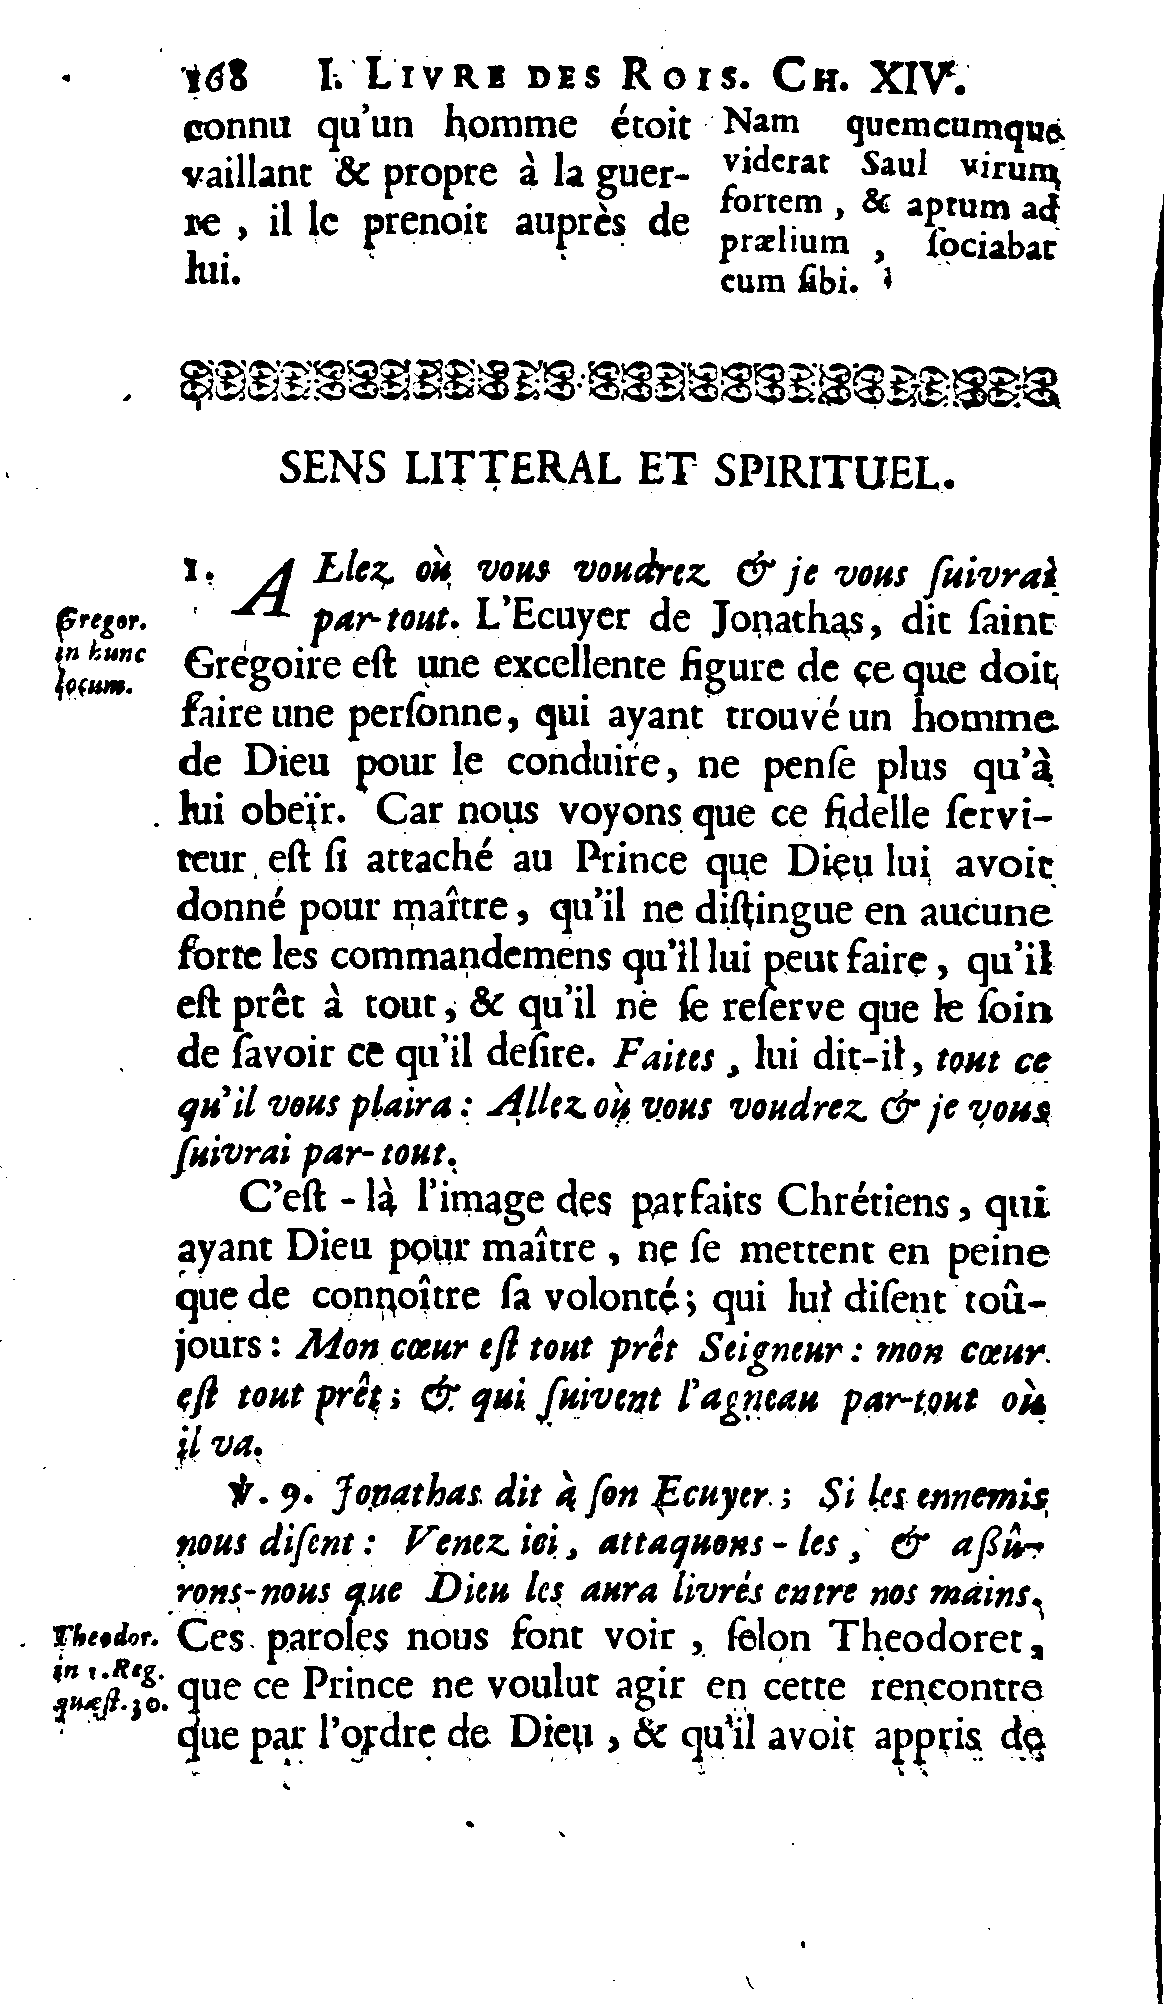 168 I. LIVRE DES ROIS. CH. XIV.
connu qu'un homme étoit
vaillant & propre à la guer-
re, il le prenoit auprès de
lui.
Nam quemcumque
viderat Saul virum
fortem, & aptum ad
prælium, ſociabat
eum ſibi.
SENS LITTERAL ET SPIRITUEL.
1. ALlez où vous voudrez & je vous ſuivrai
par-tout. L'Ecuyer de Jonathas, dit ſaint
Gregor.
in hunc
locum.
Grégoire eſt une excellente figure de ce que doit
faire une perſonne, qui ayant trouvé un homme
de Dieu pour le conduire, ne penſe plus qu'à
lui obeïr. Car nous voyons que ce fidelle ſervi-
teur eſt ſi attaché au Prince que Dieu lui avoit
donné pour maître, qu'il ne diſtingue en aucune
ſorte les commandemens qu'il lui peut faire, qu'il
eſt prêt à tout, & qu'il ne ſe reſerve que le ſoin
de ſavoir ce qu'il deſire. Faites, lui dit-il, tout ce
qu'il vous plaira: Allez où vous voudrez & je vous
ſuivrai par-tout.
C'eſt-là l'image des parfaits Chrétiens, qui
ayant Dieu pour maître, ne ſe mettent en peine
que de connoître ſa volonté; qui lui diſent toû-
jours: Mon cœur eſt tout prêt Seigneur: mon cœur
eſt tout prêt; & qui ſuivent l'agneau par-tout où
il va.
℣. 9. Jonathas dit à ſon Ecuyer; Si les ennemis
nous diſent: Venez ici, attaquons-les, & aſſû-
rons-nous que Dieu les aura livrés entre nos mains.
Theodor.
in 1. Reg.
quæſt. 30.
Ces paroles nous font voir, ſelon Theodoret,
que ce Prince ne voulut agir en cette rencontre
que par l'ordre de Dieu, & qu'il avoit appris de